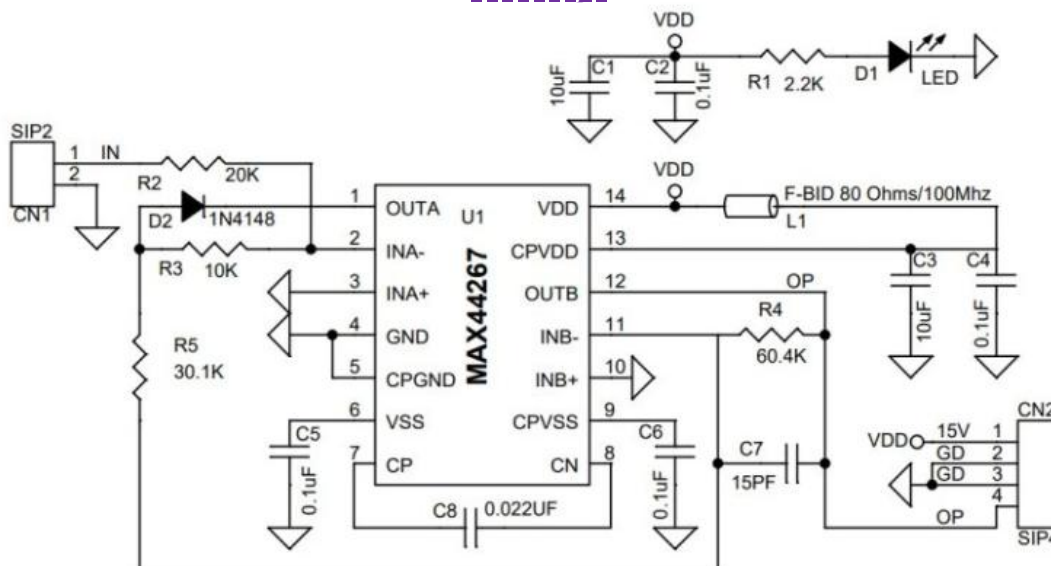 VDD
C1
C2
10uF
0.1uF
R1 2.2K
D1
LED
SIP2
1 IN
2
CN1
R2
20K
D2
1N4148
R3
10K
R5
30.1K
VDD
F-BID 80 Ohms/100Mhz
L1
U1
MAX44267
1 OUTA
2 INA-
3 INA+
4 GND
5 CPGND
6 VSS
7 CP
VDD 14
CPVDD 13
OUTB 12
INB- 11
INB+ 10
CPVSS 9
CN 8
OP
R4
60.4K
C3
10uF
C4
0.1uF
C5
0.1uF
C6
0.1uF
C7
15PF
C8 0.022UF
CN2
VDD 15V 1
GD 2
GD 3
4
OP
SIP4